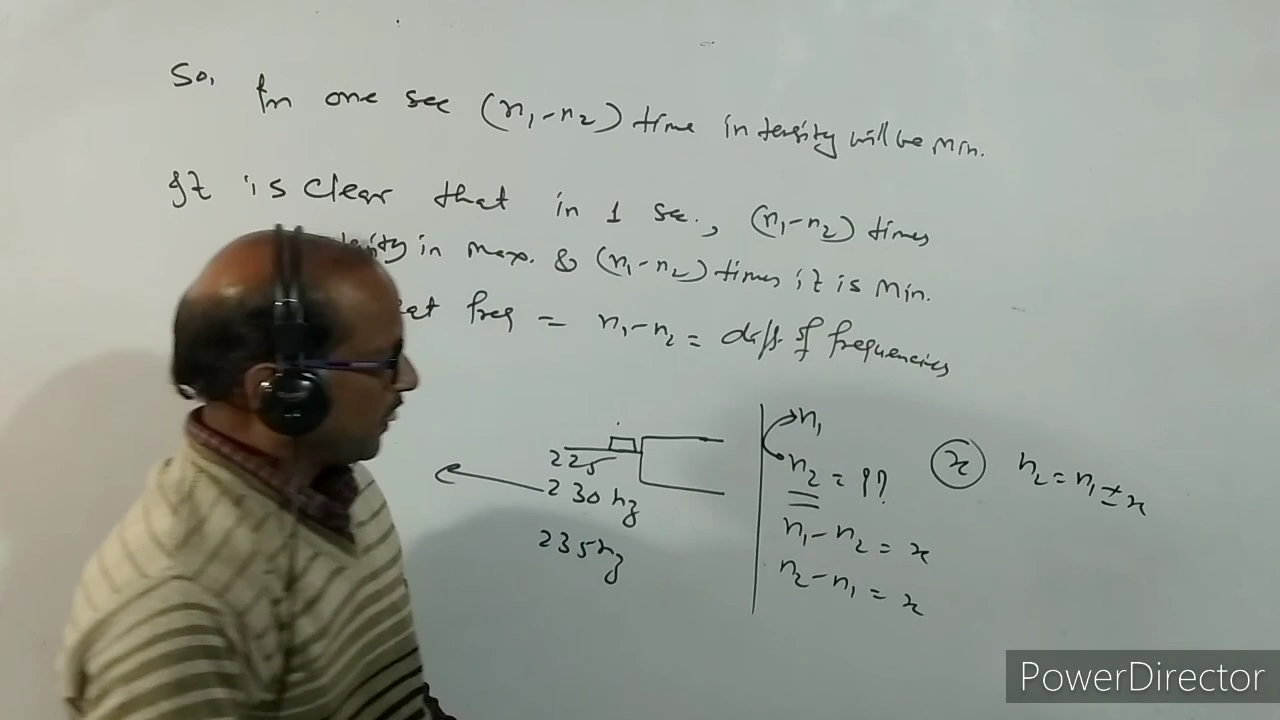 So,
In one sec (n₁-n₂) time intensity will be Min.
It is clear that in 1 sec., (n₁-n₂) times
in max. & (n₁-n₂) times it is Min.
freq = n₁-n₂ = diff. of frequencies
225
230 hz
235hz
n₁
n₂ = ??
n₁-n₂ = x
n₂-n₁ = x
x
n₂ = n₁ ± x
PowerDirector